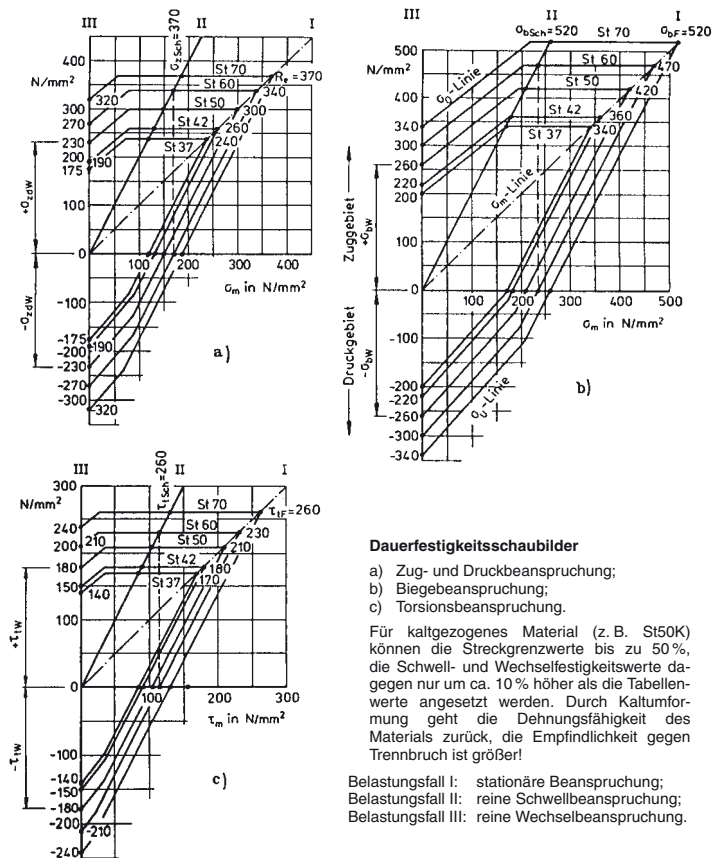 III
II
I
σzSch=370
400
N/mm²
300
270
230
200
190
175
100
0
-100
-175
-190
-200
-230
-270
-300
-320
320
St 70
St 60
St 50
St 42
St 37
Re = 370
340
300
260
240
+σzdW
-σzdW
100
200
300
400
σm in N/mm²
a)
III
II
I
σbSch=520
St 70
σbF=520
500
N/mm²
400
340
300
260
220
200
100
0
-100
-200
-220
-260
-300
-340
St 60
St 50
St 42
St 37
470
420
360
340
σO-Linie
σm-Linie
σU-Linie
Zuggebiet
Druckgebiet
+σbW
-σbW
100
200
300
400
500
σm in N/mm²
b)
III
II
I
τtSch=260
N/mm²
240
210
200
180
150
140
100
0
-100
-140
-150
-180
-200
-210
-240
St 70
St 60
St 50
St 42
St 37
τtF=260
230
210
180
170
+τtW
-τtW
100
200
300
τm in N/mm²
c)
Dauerfestigkeitsschaubilder
a) Zug- und Druckbeanspruchung;
b) Biegebeanspruchung;
c) Torsionsbeanspruchung.
Für kaltgezogenes Material (z. B. St50K)
können die Streckgrenzwerte bis zu 50 %,
die Schwell- und Wechselfestigkeitswerte da-
gegen nur um ca. 10 % höher als die Tabellen-
werte angesetzt werden. Durch Kaltumfor-
mung geht die Dehnungsfähigkeit des
Materials zurück, die Empfindlichkeit gegen
Trennbruch ist größer!
Belastungsfall I: stationäre Beanspruchung;
Belastungsfall II: reine Schwellbeanspruchung;
Belastungsfall III: reine Wechselbeanspruchung.